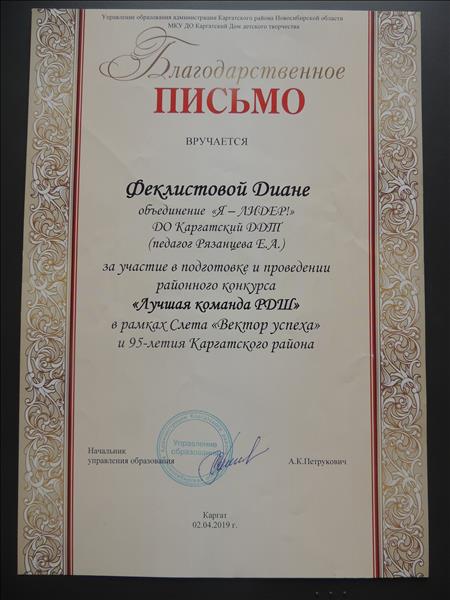 Управление образования администрации Каргатского района Новосибирской области
МКУ ДО Каргатский Дом детского творчества
Благодарственное
ПИСЬМО
ВРУЧАЕТСЯ
Феклистовой Диане
объединение «Я – ЛИДЕР!»
ДО Каргатский ДДТ
(педагог Рязанцева Е.А.)
за участие в подготовке и проведении
районного конкурса
«Лучшая команда РДШ»
в рамках Слета «Вектор успеха»
и 95-летия Каргатского района
Управление
образования
Начальник
управления образования
А.К.Петрукович
Каргат
02.04.2019 г.